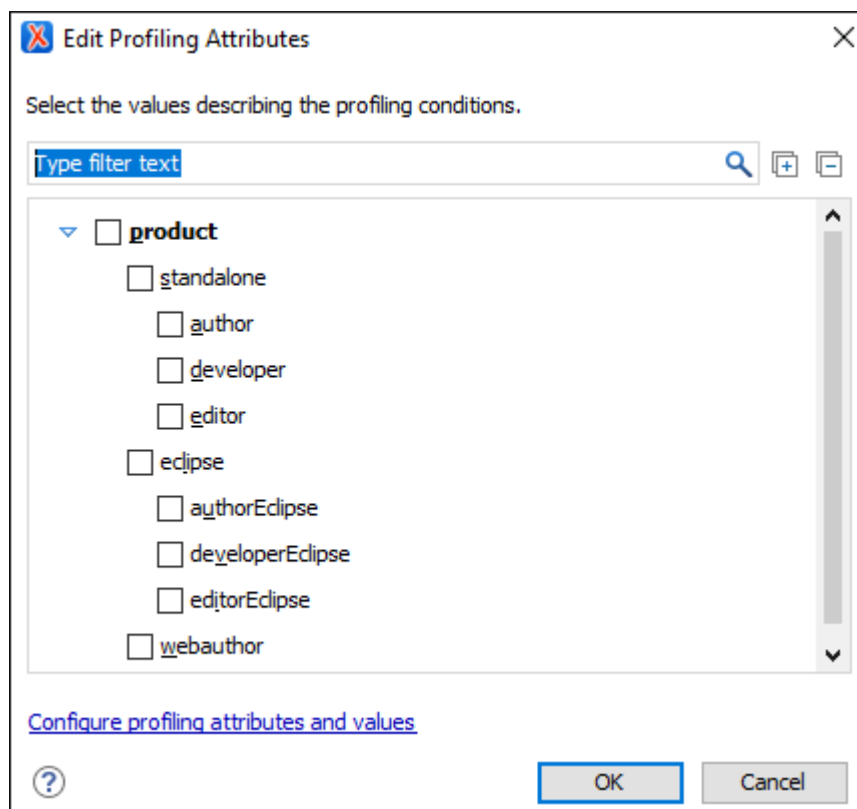 Edit Profiling Attributes
Select the values describing the profiling conditions.
Type filter text
product
standalone
author
developer
editor
eclipse
authorEclipse
developerEclipse
editorEclipse
webauthor
Configure profiling attributes and values
OK Cancel